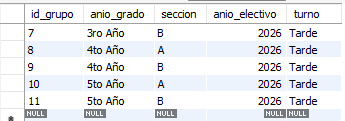 id_grupo anio_grado seccion anio_electivo turno
7 3ro Año B 2026 Tarde
8 4to Año A 2026 Tarde
9 4to Año B 2026 Tarde
10 5to Año A 2026 Tarde
11 5to Año B 2026 Tarde
NULL NULL NULL NULL NULL